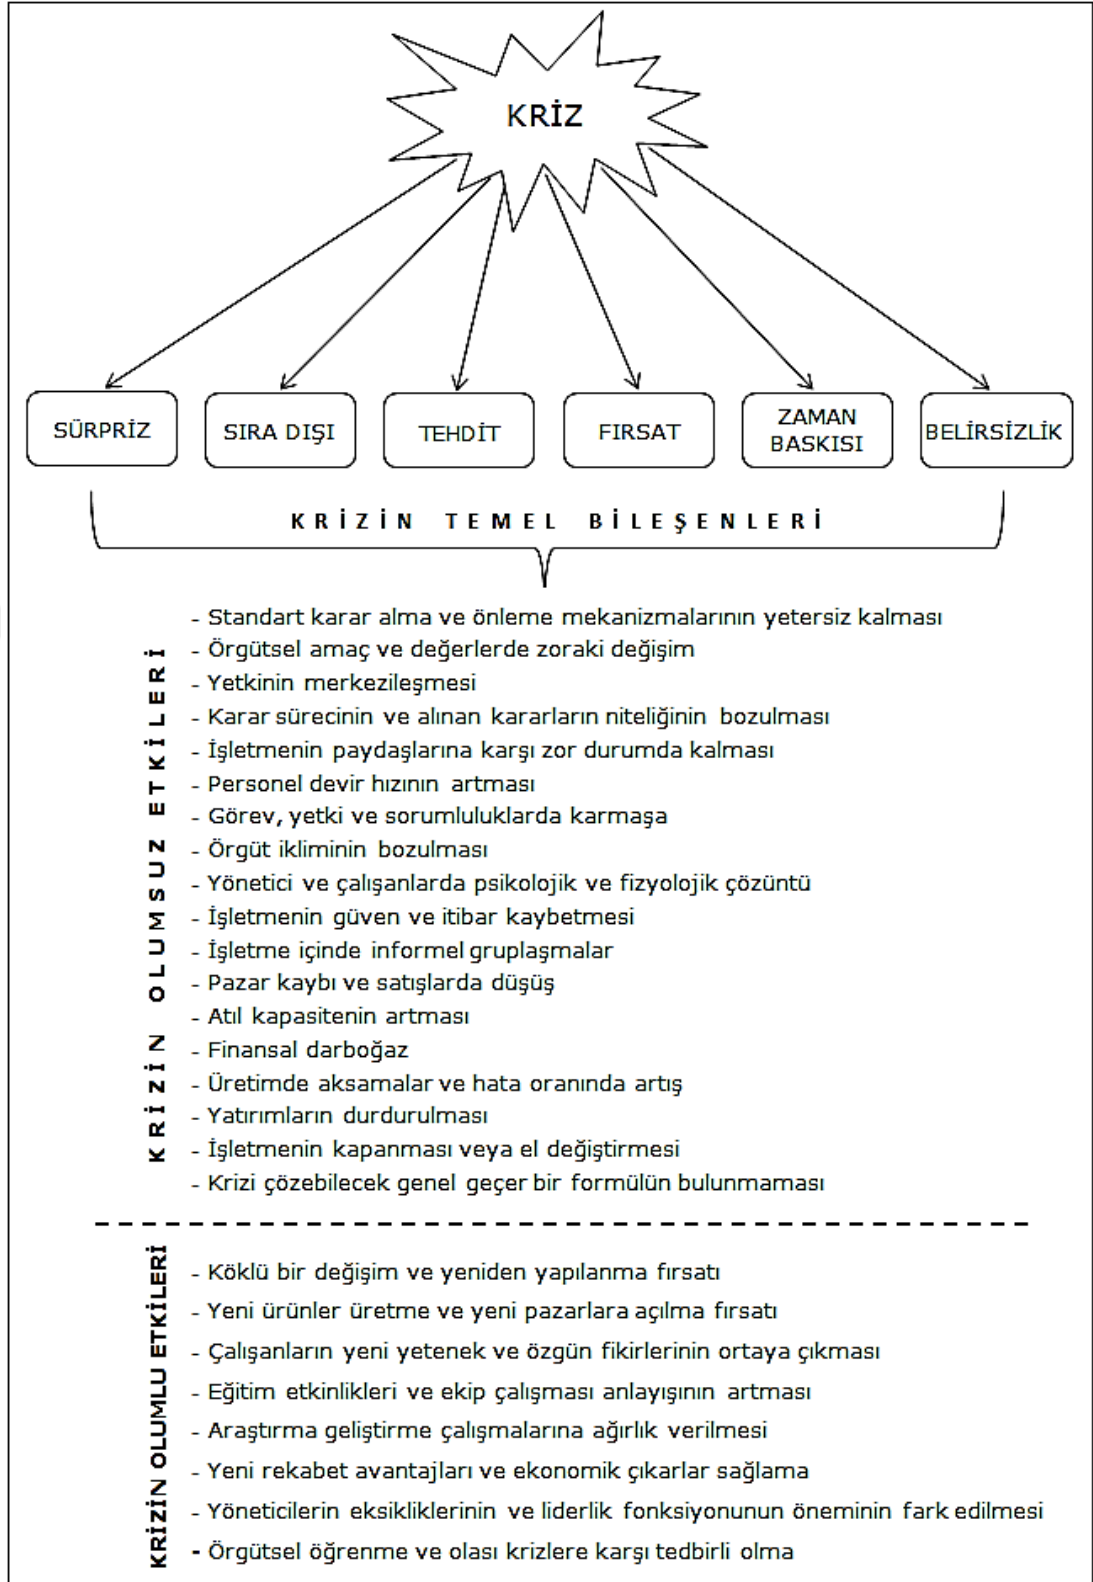 KRİZ
SÜRPRİZ
SIRA DIŞI
TEHDİT
FIRSAT
ZAMAN
BASKISI
BELİRSİZLİK
KRİZİN TEMEL BİLEŞENLERİ
KRİZİN OLUMSUZ ETKİLERİ
- Standart karar alma ve önleme mekanizmalarının yetersiz kalması
- Örgütsel amaç ve değerlerde zoraki değişim
- Yetkinin merkezileşmesi
- Karar sürecinin ve alınan kararların niteliğinin bozulması
- İşletmenin paydaşlarına karşı zor durumda kalması
- Personel devir hızının artması
- Görev, yetki ve sorumluluklarda karmaşa
- Örgüt ikliminin bozulması
- Yönetici ve çalışanlarda psikolojik ve fizyolojik çözüntü
- İşletmenin güven ve itibar kaybetmesi
- İşletme içinde informel gruplaşmalar
- Pazar kaybı ve satışlarda düşüş
- Atıl kapasitenin artması
- Finansal darboğaz
- Üretimde aksamalar ve hata oranında artış
- Yatırımların durdurulması
- İşletmenin kapanması veya el değiştirmesi
- Krizi çözebilecek genel geçer bir formülün bulunmaması
KRİZİN OLUMLU ETKİLERİ
- Köklü bir değişim ve yeniden yapılanma fırsatı
- Yeni ürünler üretme ve yeni pazarlara açılma fırsatı
- Çalışanların yeni yetenek ve özgün fikirlerinin ortaya çıkması
- Eğitim etkinlikleri ve ekip çalışması anlayışının artması
- Araştırma geliştirme çalışmalarına ağırlık verilmesi
- Yeni rekabet avantajları ve ekonomik çıkarlar sağlama
- Yöneticilerin eksikliklerinin ve liderlik fonksiyonunun öneminin fark edilmesi
- Örgütsel öğrenme ve olası krizlere karşı tedbirli olma